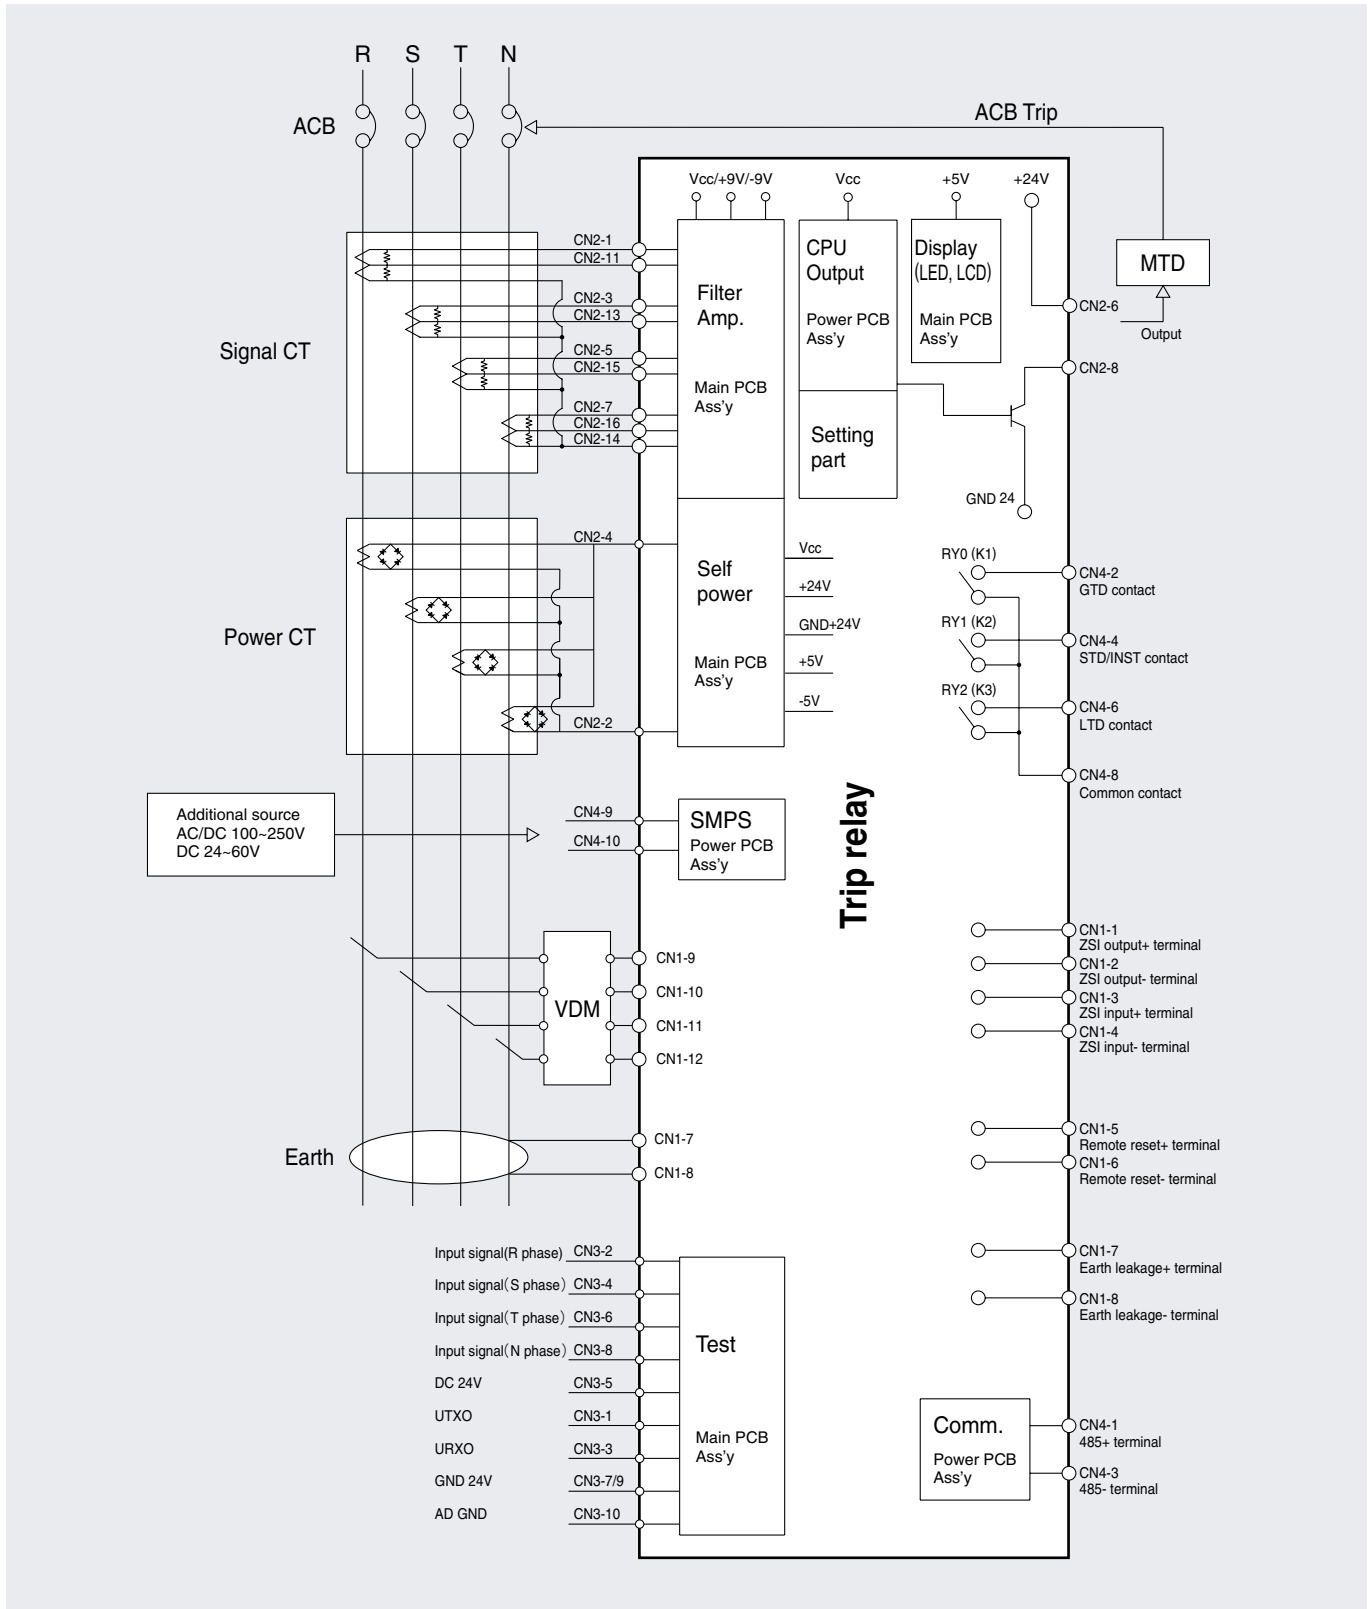 R S T N
ACB
ACB Trip
Vcc/+9V/-9V
Vcc
+5V
+24V
CN2-1
CN2-11
CN2-3
CN2-13
CN2-5
CN2-15
CN2-7
CN2-16
CN2-14
Signal CT
Filter
Amp.
Main PCB
Ass'y
CPU
Output
Power PCB
Ass'y
Setting
part
Display
(LED, LCD)
Main PCB
Ass'y
MTD
Output
CN2-6
CN2-8
GND 24
Power CT
CN2-4
CN2-2
Self
power
Main PCB
Ass'y
Vcc
+24V
GND+24V
+5V
-5V
RY0 (K1)
CN4-2
GTD contact
RY1 (K2)
CN4-4
STD/INST contact
RY2 (K3)
CN4-6
LTD contact
CN4-8
Common contact
Additional source
AC/DC 100~250V
DC 24~60V
CN4-9
CN4-10
SMPS
Power PCB
Ass'y
Trip relay
VDM
CN1-9
CN1-10
CN1-11
CN1-12
CN1-1
ZSI output+ terminal
CN1-2
ZSI output- terminal
CN1-3
ZSI input+ terminal
CN1-4
ZSI input- terminal
Earth
CN1-7
CN1-8
CN1-5
Remote reset+ terminal
CN1-6
Remote reset- terminal
CN1-7
Earth leakage+ terminal
CN1-8
Earth leakage- terminal
Input signal(R phase) CN3-2
Input signal(S phase) CN3-4
Input signal(T phase) CN3-6
Input signal(N phase) CN3-8
DC 24V CN3-5
UTXO CN3-1
URXO CN3-3
GND 24V CN3-7/9
AD GND CN3-10
Test
Main PCB
Ass'y
Comm.
Power PCB
Ass'y
CN4-1
485+ terminal
CN4-3
485- terminal